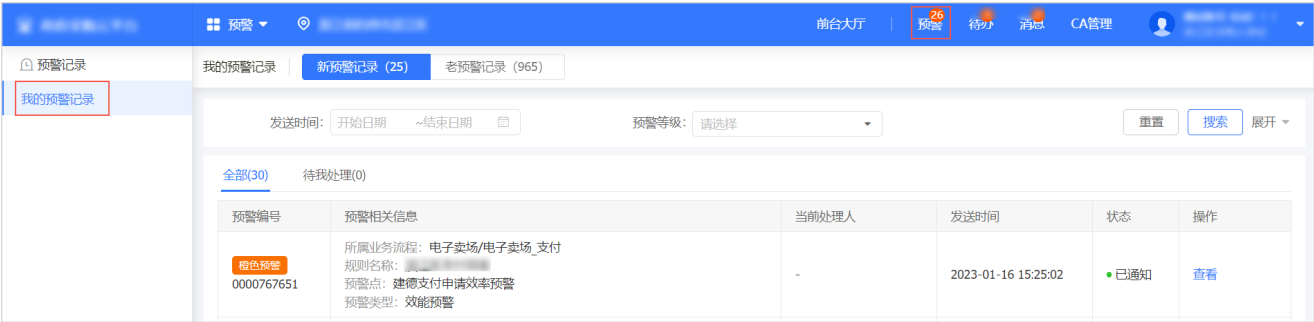 预警
前台大厅 预警 26 待办 消息 CA管理
预警记录
我的预警记录
我的预警记录 新预警记录（25） 老预警记录（965）
发送时间： 开始日期 ~结束日期 预警等级： 请选择 重置 搜索 展开
全部(30) 待我处理(0)
预警编号 预警相关信息 当前处理人 发送时间 状态 操作
橙色预警
0000767651
所属业务流程：电子卖场/电子卖场_支付
规则名称：
预警点：建德支付申请效率预警
预警类型：效能预警
- 2023-01-16 15:25:02 已通知 查看